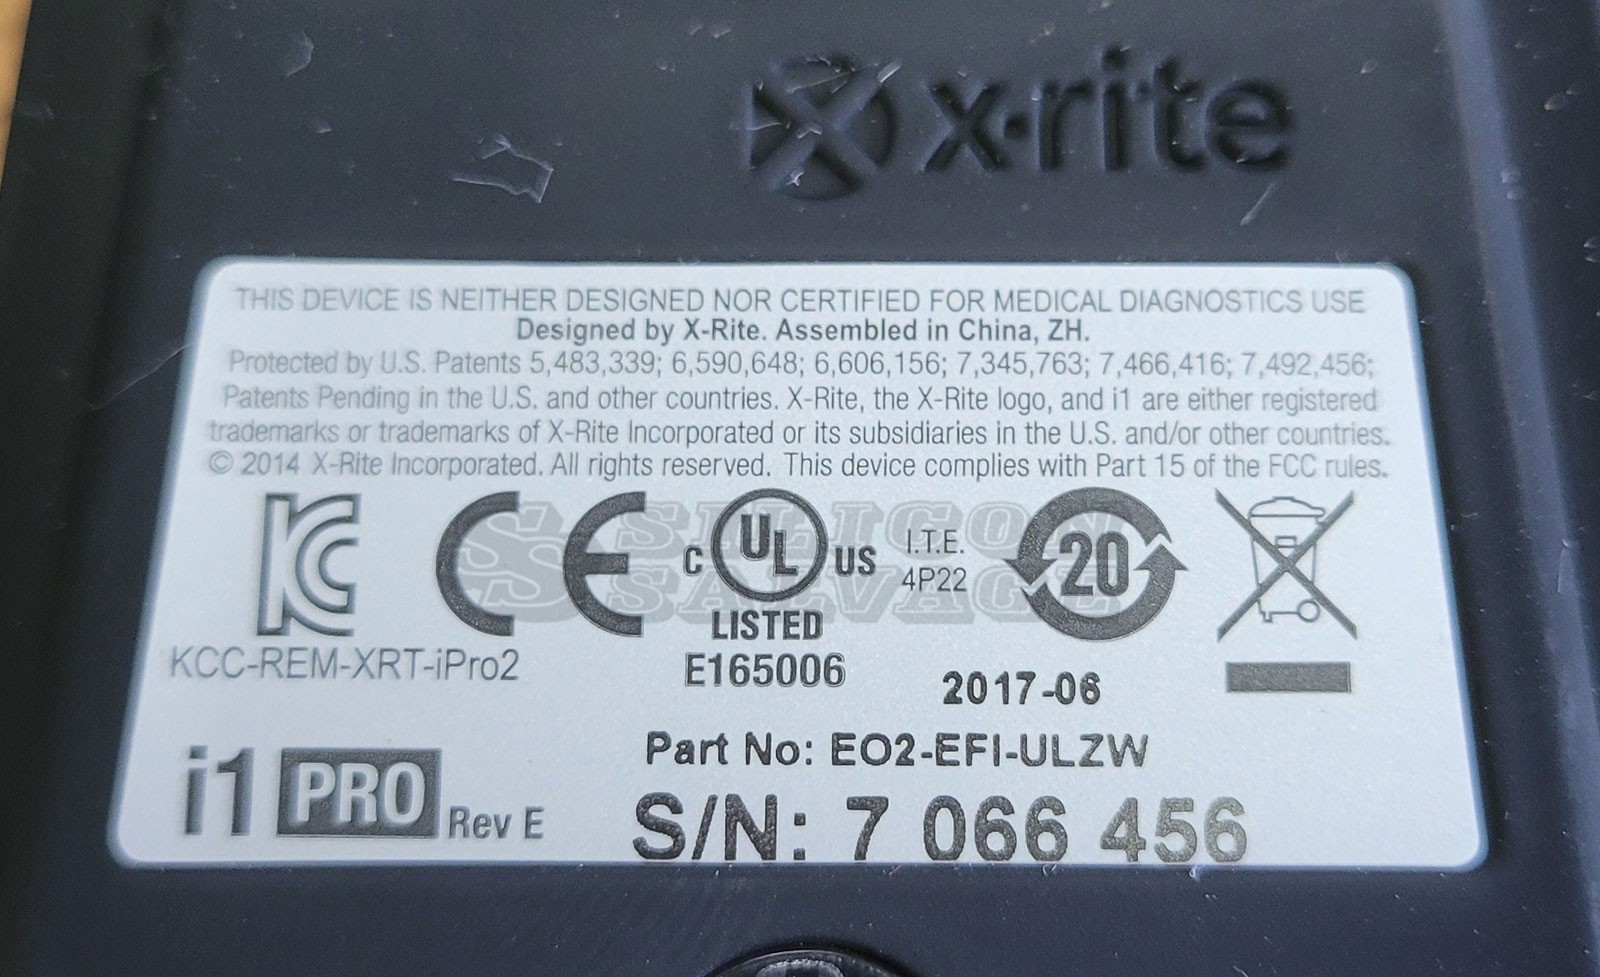 x·rite
THIS DEVICE IS NEITHER DESIGNED NOR CERTIFIED FOR MEDICAL DIAGNOSTICS USE
Designed by X-Rite. Assembled in China, ZH.
Protected by U.S. Patents 5,483,339; 6,590,648; 6,606,156; 7,345,763; 7,466,416; 7,492,456;
Patents Pending in the U.S. and other countries. X-Rite, the X-Rite logo, and i1 are either registered
trademarks or trademarks of X-Rite Incorporated or its subsidiaries in the U.S. and/or other countries.
© 2014 X-Rite Incorporated. All rights reserved. This device complies with Part 15 of the FCC rules.
KC CE C UL US I.T.E. 20
4P22
SS SILICON
SALVAGE
LISTED
KCC-REM-XRT-iPro2 E165006
2017-06
Part No: EO2-EFI-ULZW
i1 PRO Rev E
S/N: 7 066 456